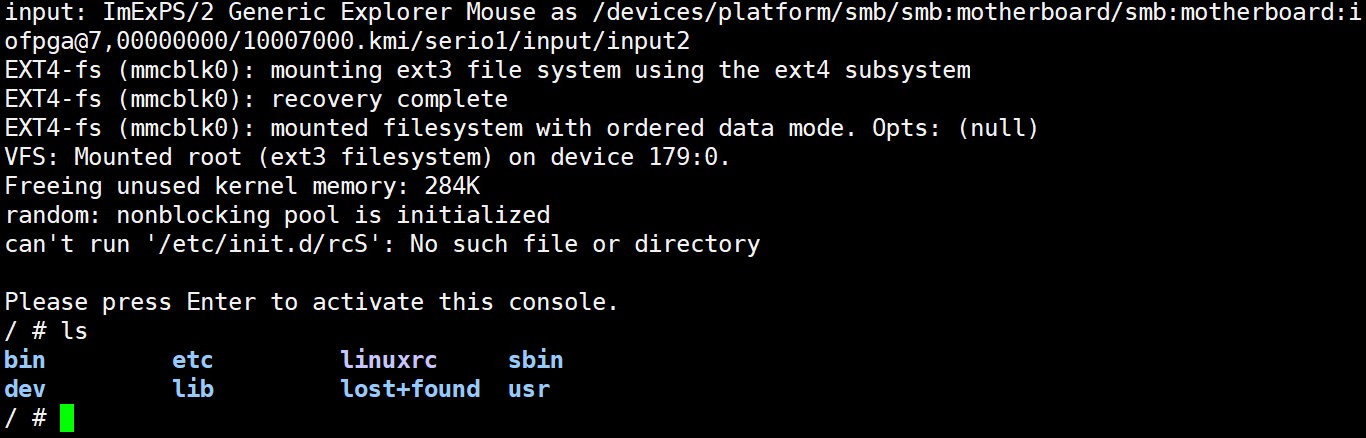 input: ImExPS/2 Generic Explorer Mouse as /devices/platform/smb/smb:motherboard/smb:motherboard:i
ofpga@7,00000000/10007000.kmi/serio1/input/input2
EXT4-fs (mmcblk0): mounting ext3 file system using the ext4 subsystem
EXT4-fs (mmcblk0): recovery complete
EXT4-fs (mmcblk0): mounted filesystem with ordered data mode. Opts: (null)
VFS: Mounted root (ext3 filesystem) on device 179:0.
Freeing unused kernel memory: 284K
random: nonblocking pool is initialized
can't run '/etc/init.d/rcS': No such file or directory

Please press Enter to activate this console.
/ # ls
bin         etc         linuxrc     sbin
dev         lib         lost+found  usr
/ #